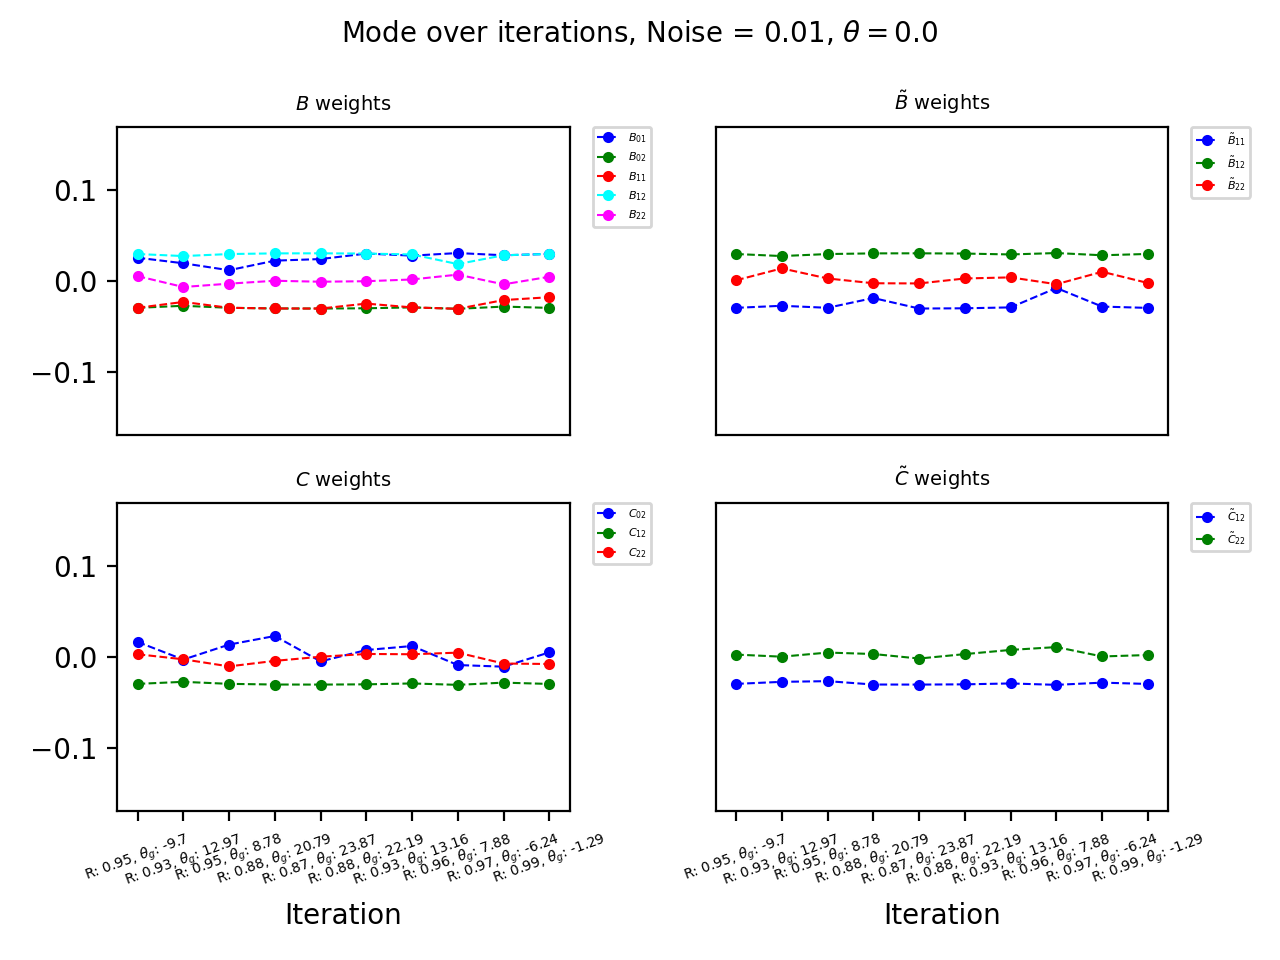 Mode over iterations, Noise = 0.01, θ = 0.0
B weights
B̃ weights
0.1
0.0
−0.1
B₀₁
B₀₂
B₁₁
B₁₂
B₂₂
B̃₁₁
B̃₁₂
B̃₂₂
C weights
C̃ weights
0.1
0.0
−0.1
C₀₂
C₁₂
C₂₂
C̃₁₂
C̃₂₂
R: 0.95, θg: -9.7
R: 0.93, θg: 12.97
R: 0.95, θg: 8.78
R: 0.88, θg: 20.79
R: 0.87, θg: 23.87
R: 0.88, θg: 22.19
R: 0.93, θg: 13.16
R: 0.96, θg: 7.88
R: 0.97, θg: -6.24
R: 0.99, θg: -1.29
R: 0.95, θg: -9.7
R: 0.93, θg: 12.97
R: 0.95, θg: 8.78
R: 0.88, θg: 20.79
R: 0.87, θg: 23.87
R: 0.88, θg: 22.19
R: 0.93, θg: 13.16
R: 0.96, θg: 7.88
R: 0.97, θg: -6.24
R: 0.99, θg: -1.29
Iteration
Iteration